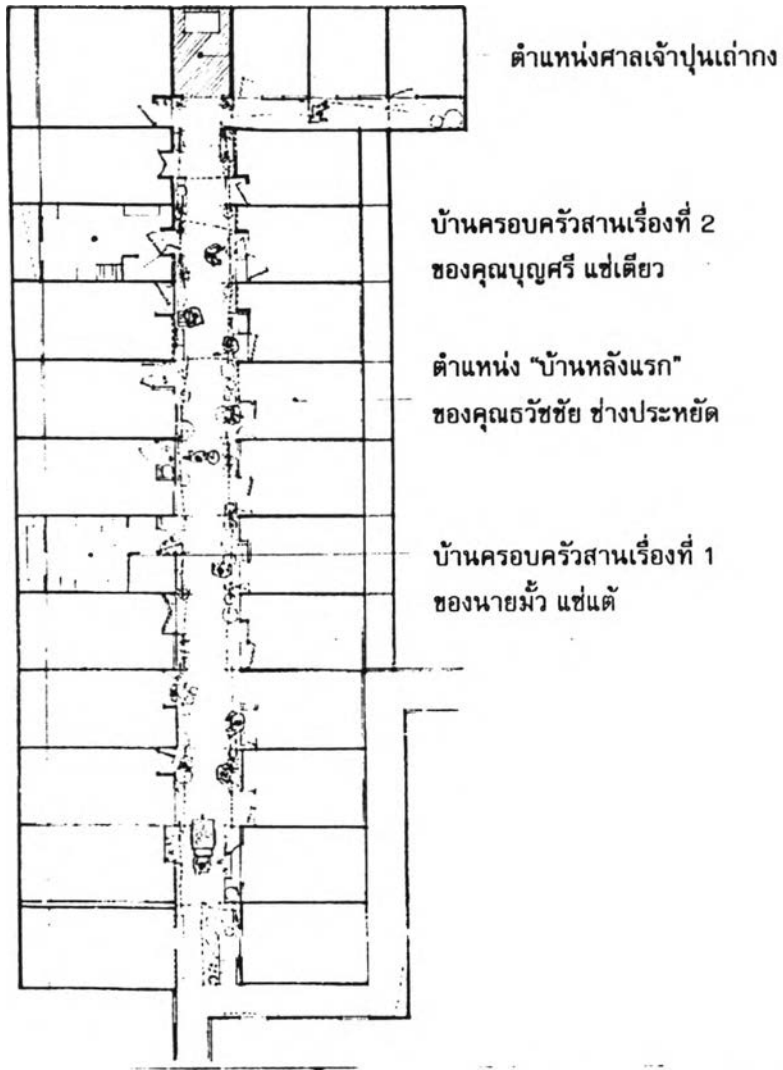 ตำแหน่งศาลเจ้าปุนเถ่ากง
บ้านครอบครัวสานเรื่องที่ 2
ของคุณบุญศรี แซ่เตียว
ตำแหน่ง “บ้านหลังแรก”
ของคุณธวัชชัย ช่างประหยัด
บ้านครอบครัวสานเรื่องที่ 1
ของนายมั้ว แซ่แต้